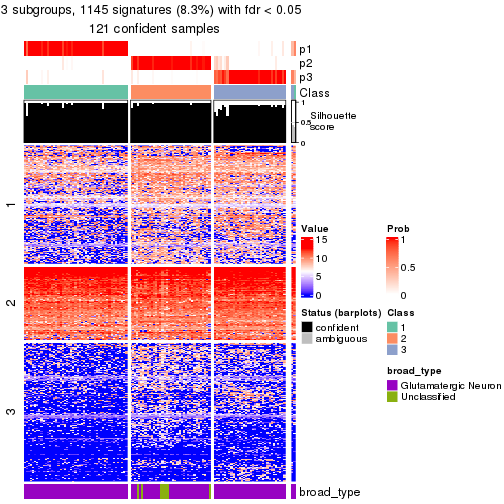 3 subgroups, 1145 signatures (8.3%) with fdr < 0.05
121 confident samples
p1
p2
p3
Class
1
0.5
0
Silhouette
score
1
2
3
broad_type
Value
15
10
5
0
Prob
1
0.5
0
Status (barplots)
confident
ambiguous
Class
1
2
3
broad_type
Glutamatergic Neuron
Unclassified